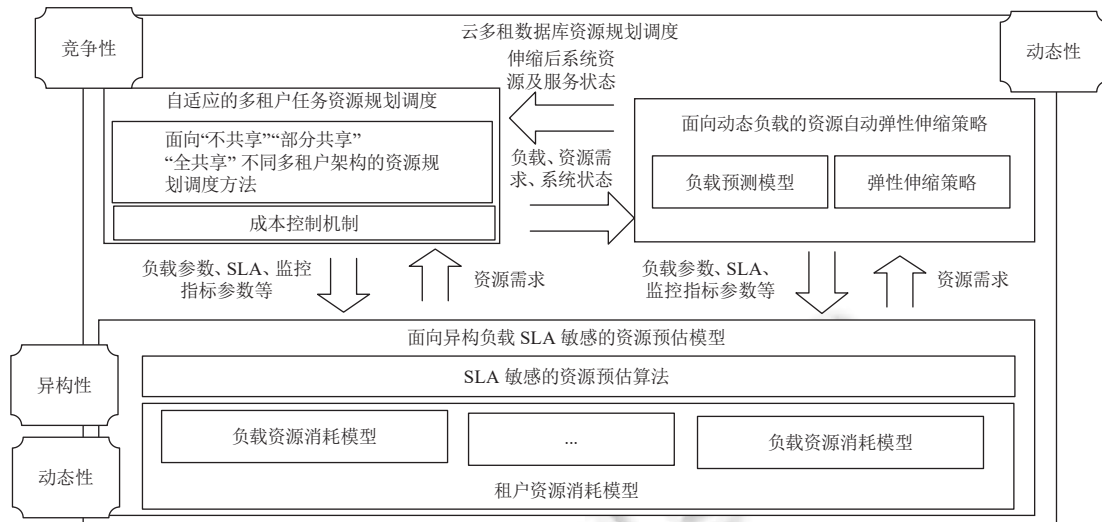 竞争性
云多租数据库资源规划调度
动态性
伸缩后系统资
源及服务状态
自适应的多租户任务资源规划调度
面向“不共享”“部分共享”
“全共享” 不同多租户架构的资源规
划调度方法
成本控制机制
负载、资源需
求、系统状态
面向动态负载的资源自动弹性伸缩策略
负载预测模型
弹性伸缩策略
负载参数、SLA、监控
指标参数等
资源需求
负载参数、SLA、
监控指标参数等
资源需求
面向异构负载 SLA 敏感的资源预估模型
异构性
SLA 敏感的资源预估算法
负载资源消耗模型
...
负载资源消耗模型
动态性
租户资源消耗模型